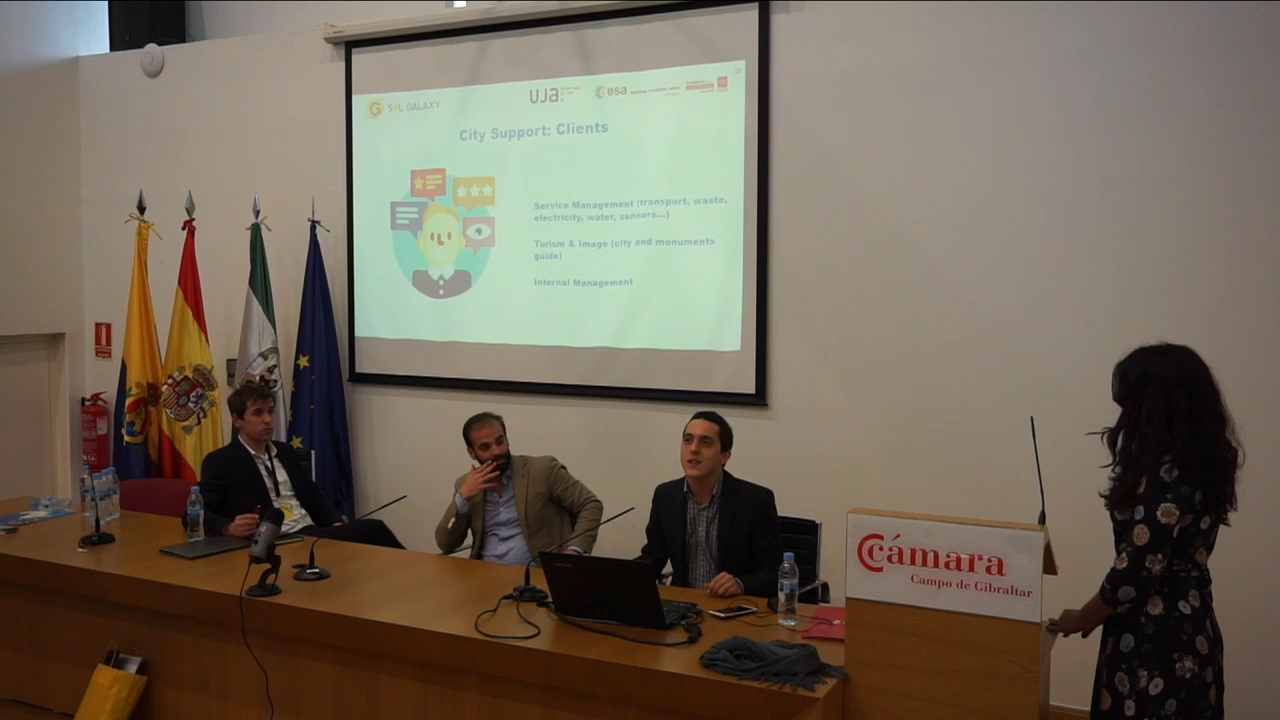 SOL GALAXY
UJa.
esa
City Support: Clients
Service Management (transport, waste,
electricity, water, sensors...)
Turism & Image (city and monuments
guide)
Internal Management
Cámara
Campo de Gibraltar